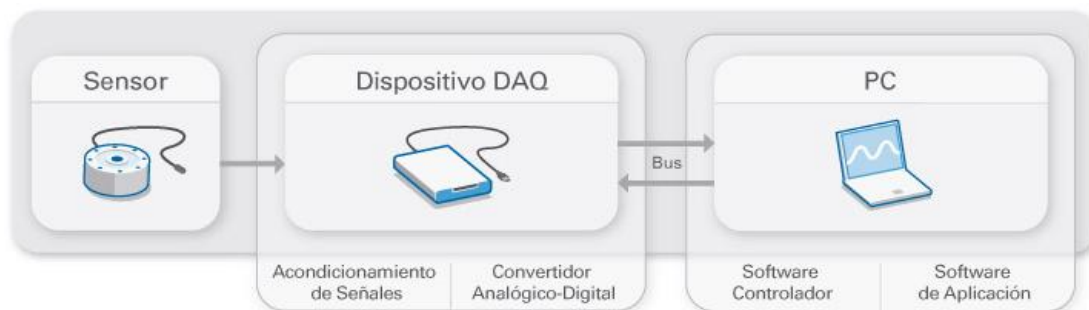 Sensor
Dispositivo DAQ
PC
Bus
Acondicionamiento
de Señales
Convertidor
Analógico-Digital
Software
Controlador
Software
de Aplicación